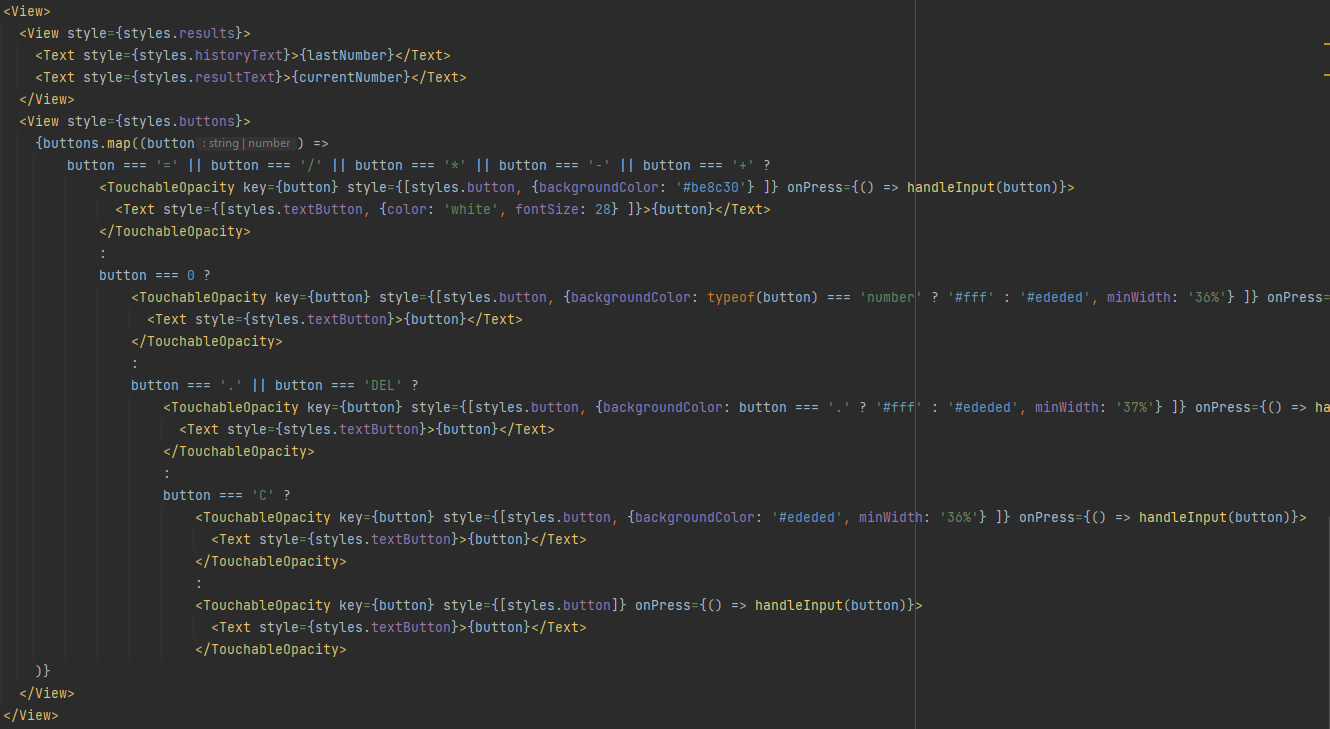 <View>
<View style={styles.results}>
<Text style={styles.historyText}>{lastNumber}</Text>
<Text style={styles.resultText}>{currentNumber}</Text>
</View>
<View style={styles.buttons}>
{buttons.map((button : string | number ) =>
button === '=' || button === '/' || button === '*' || button === '-' || button === '+' ?
<TouchableOpacity key={button} style={[styles.button, {backgroundColor: '#be8c30'} ]} onPress={() => handleInput(button)}>
<Text style={[styles.textButton, {color: 'white', fontSize: 28} ]}>{button}</Text>
</TouchableOpacity>
:
button === 0 ?
<TouchableOpacity key={button} style={[styles.button, {backgroundColor: typeof(button) === 'number' ? '#fff' : '#ededed', minWidth: '36%'} ]} onPress=
<Text style={styles.textButton}>{button}</Text>
</TouchableOpacity>
:
button === '.' || button === 'DEL' ?
<TouchableOpacity key={button} style={[styles.button, {backgroundColor: button === '.' ? '#fff' : '#ededed', minWidth: '37%'} ]} onPress={() => ha
<Text style={styles.textButton}>{button}</Text>
</TouchableOpacity>
:
button === 'C' ?
<TouchableOpacity key={button} style={[styles.button, {backgroundColor: '#ededed', minWidth: '36%'} ]} onPress={() => handleInput(button)}>
<Text style={styles.textButton}>{button}</Text>
</TouchableOpacity>
:
<TouchableOpacity key={button} style={[styles.button]} onPress={() => handleInput(button)}>
<Text style={styles.textButton}>{button}</Text>
</TouchableOpacity>
)}
</View>
</View>